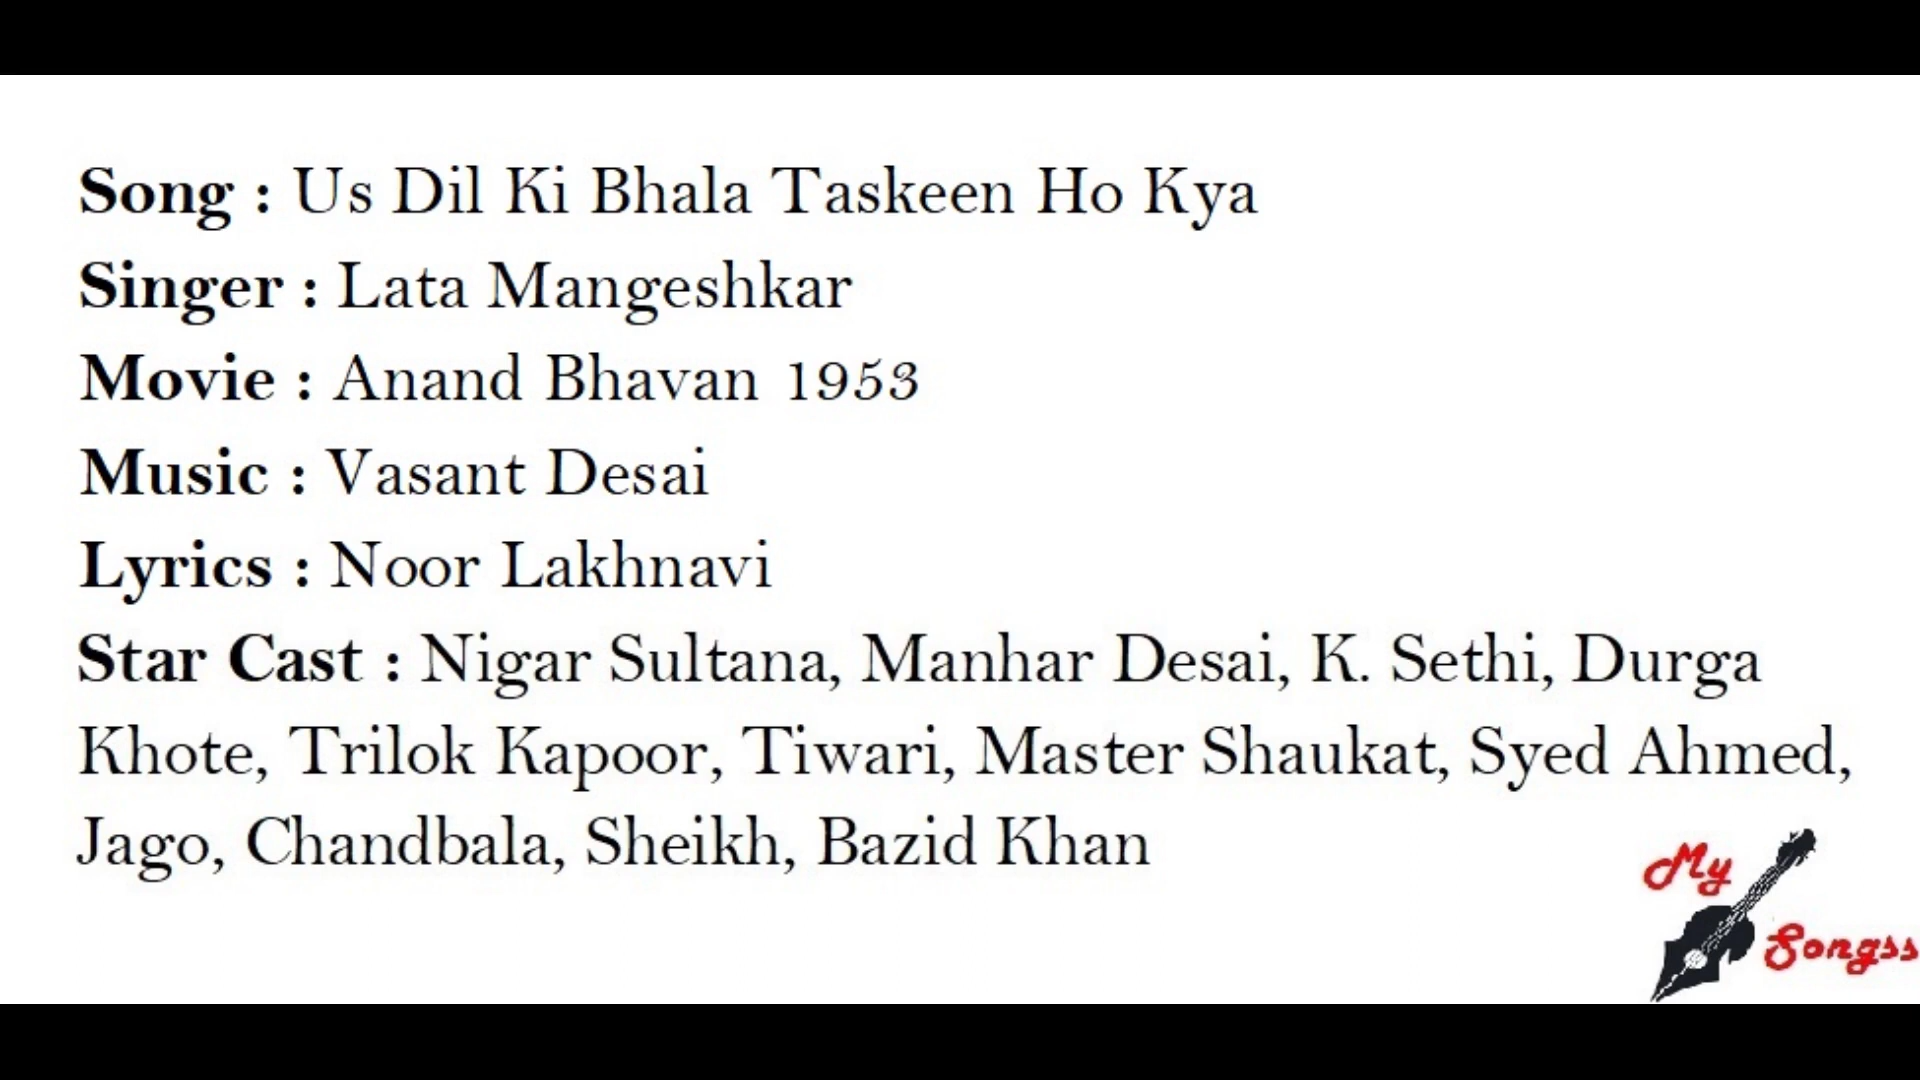 Song : Us Dil Ki Bhala Taskeen Ho Kya
Singer : Lata Mangeshkar
Movie : Anand Bhavan 1953
Music : Vasant Desai
Lyrics : Noor Lakhnavi
Star Cast : Nigar Sultana, Manhar Desai, K. Sethi, Durga
Khote, Trilok Kapoor, Tiwari, Master Shaukat, Syed Ahmed,
Jago, Chandbala, Sheikh, Bazid Khan
My
Songss